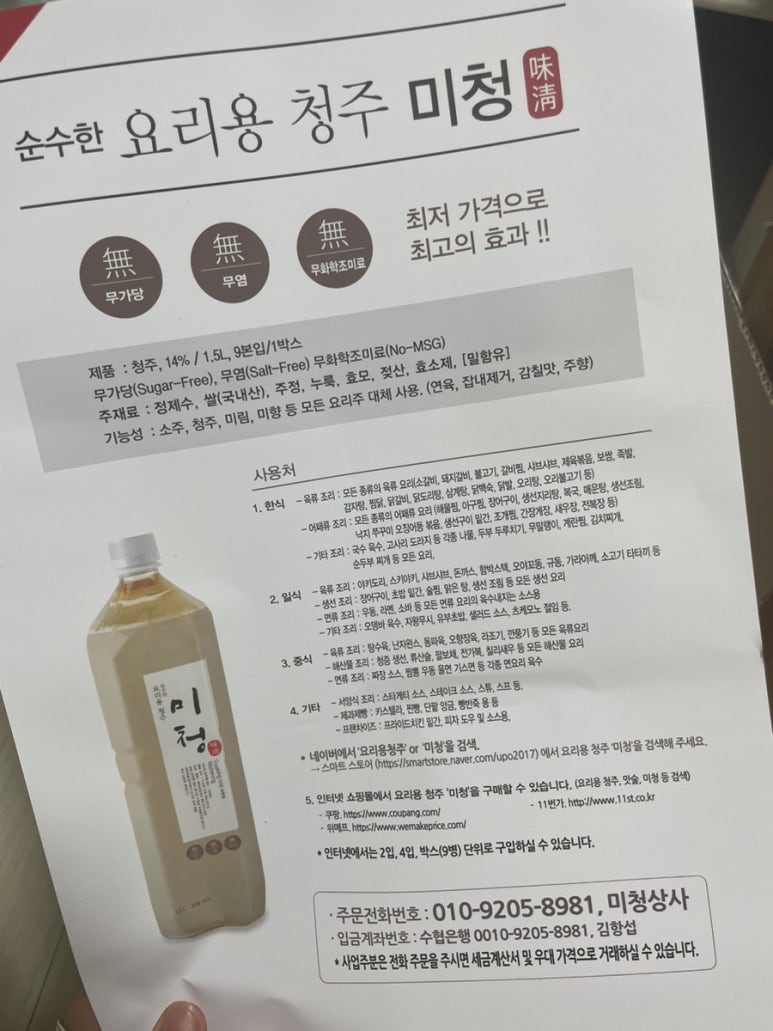 순수한 요리용 청주 미청 味淸
無 무가당
無 무염
無 무화학조미료
최저 가격으로
최고의 효과 !!
제품 : 청주, 14% / 1.5L, 9본입/1박스
무가당(Sugar-Free), 무염(Salt-Free) 무화학조미료(No-MSG)
주재료 : 정제수, 쌀(국내산), 주정, 누룩, 효모, 젖산, 효소제, [밀함유]
기능성 : 소주, 청주, 미림, 미향 등 모든 요리주 대체 사용. (연육, 잡내제거, 감칠맛, 주향)
사용처
1. 한식 - 육류 조리 : 모든 종류의 육류 요리(소갈비, 돼지갈비, 불고기, 갈비찜, 샤브샤브, 제육볶음, 보쌈, 족발,
감자탕, 찜닭, 닭갈비, 닭도리탕, 삼계탕, 닭백숙, 닭발, 오리탕, 오리불고기 등)
- 어패류 조리 : 모든 종류의 어패류 요리 (해물찜, 아구찜, 장어구이, 생선지리탕, 복국, 매운탕, 생선조림,
낙지 쭈꾸미 오징어등 볶음, 생선구이 밑간, 조개찜, 간장게장, 새우장, 전복장 등)
- 기타 조리 : 국수 육수, 고사리 도라지 등 각종 나물, 두부 두루치기, 무말랭이, 계란찜, 김치찌개,
순두부 찌개 등 모든 요리,
2. 일식 - 육류 조리 : 야키도리, 스키야키, 샤브샤브, 돈까스, 함박스텍, 오야꼬동, 규동, 가라아께, 소고기 타타끼 등
- 생선 조리 : 장어구이, 초밥 밑간, 술찜, 맑은 탕, 생선 조림 등 모든 생선 요리
- 면류 조리 : 우동, 라멘, 소바 등 모든 면류 요리의 육수내지는 소스용
- 기타 조리 : 오뎅바 육수, 자왕무시, 유부초밥, 샐러드 소스, 츠케모노 절임 등.
3. 중식 - 육류 조리 : 탕수육, 난자완스, 동파육, 오향장육, 라조기, 깐풍기 등 모든 육류요리
- 해산물 조리 : 청증 생선, 류산슬, 팔보채, 전가복, 칠리새우 등 모든 해산물 요리
- 면류 조리 : 짜장 소스, 짬뽕 우동 울면 기스면 등 각종 면요리 육수
4. 기타 - 서양식 조리 : 스타게티 소스, 스테이크 소스, 스튜, 스프 등.
- 제과제빵 : 카스텔라, 찐빵, 단팥 앙금, 빵반죽 용 등
- 프랜차이즈 : 프라이드치킨 밑간, 피자 도우 및 소스용,
* 네이버에서 '요리용청주' or '미청'을 검색.
→ 스마트 스토어 (https://smartstore.naver.com/upo2017) 에서 요리용 청주 '미청'을 검색해 주세요.
5. 인터넷 쇼핑몰에서 요리용 청주 '미청'을 구매할 수 있습니다. (요리용 청주, 맛술, 미청 등 검색)
- 쿠팡. https://www.coupang.com/ - 11번가. http://www.11st.co.kr
- 위메프. https://www.wemakeprice.com/
* 인터넷에서는 2입, 4입, 박스(9병) 단위로 구입하실 수 있습니다.
· 주문전화번호 : 010-9205-8981, 미청상사
· 입금계좌번호 : 수협은행 0010-9205-8981, 김항섭
* 사업주분은 전화 주문을 주시면 세금계산서 및 우대 가격으로 거래하실 수 있습니다.
요리용 청주
미청